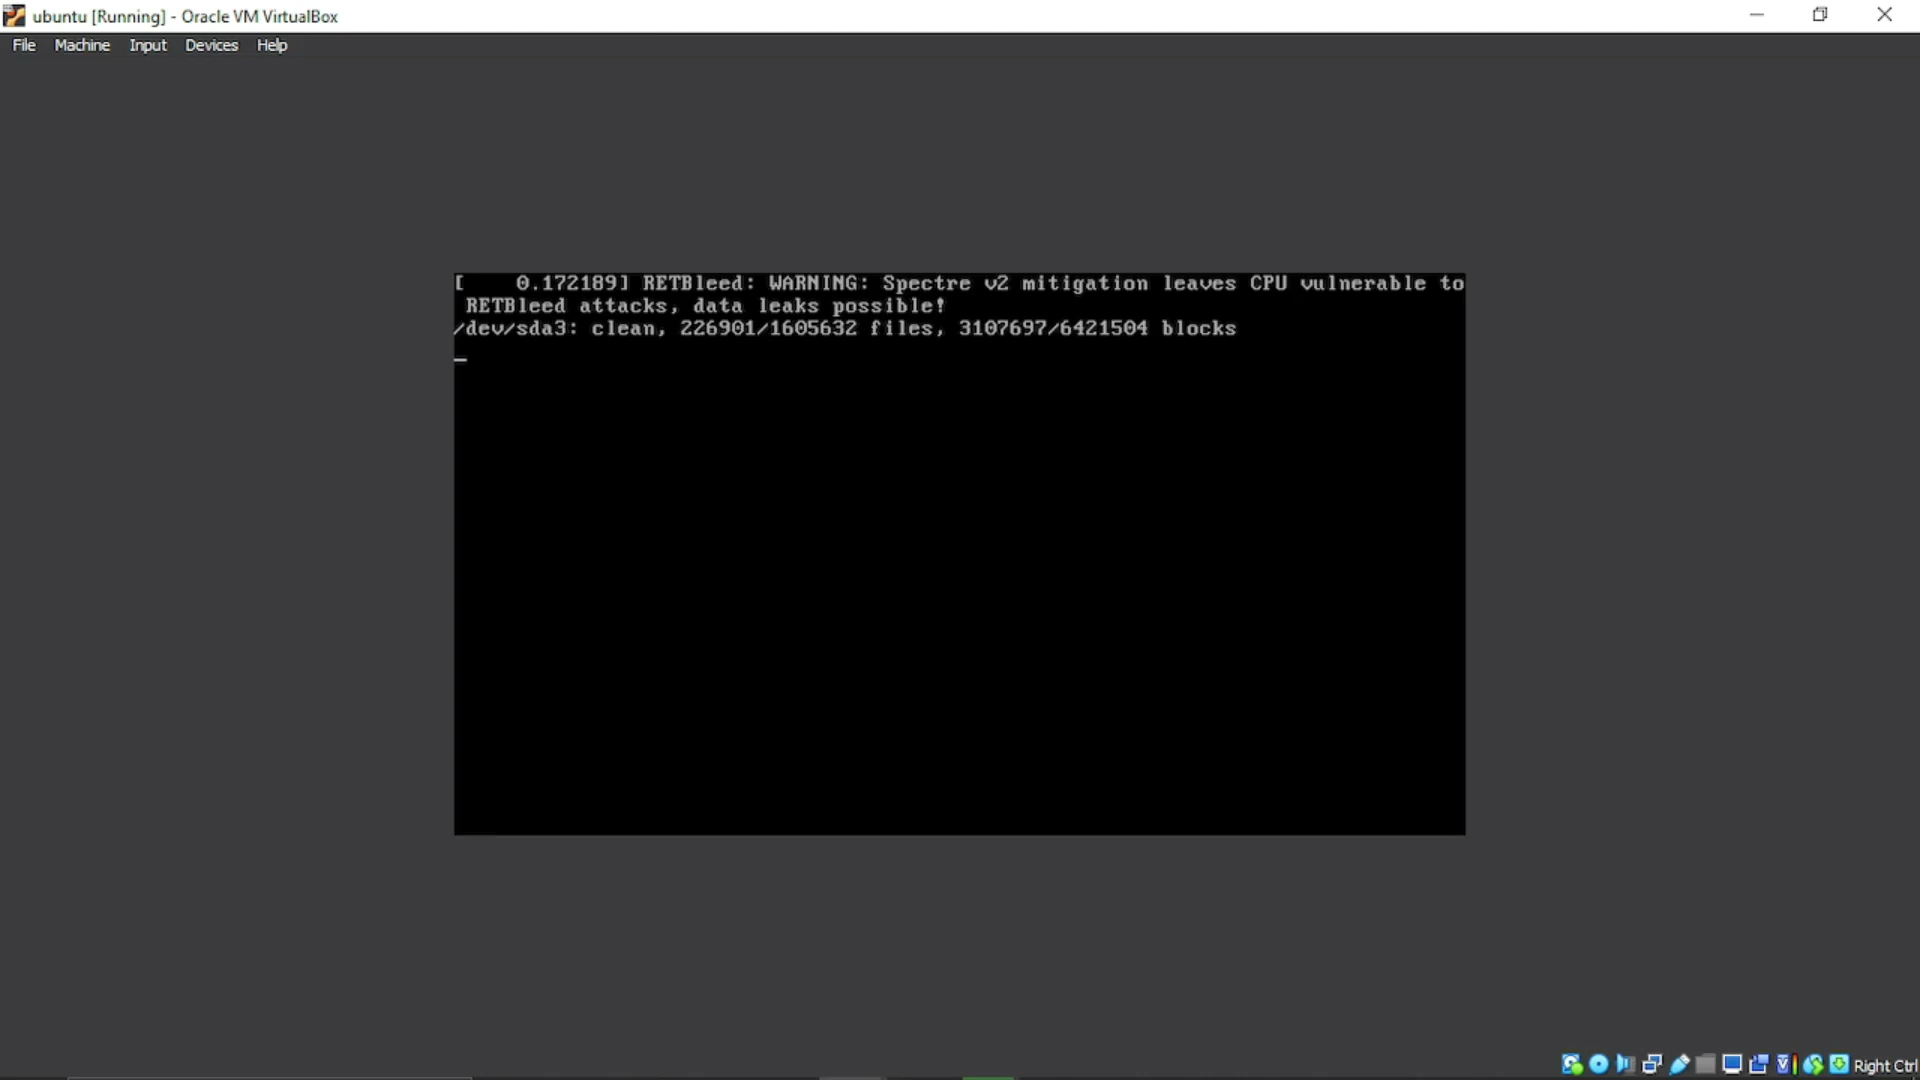 ubuntu [Running] - Oracle VM VirtualBox
File Machine Input Devices Help
[    0.172189] RETBleed: WARNING: Spectre v2 mitigation leaves CPU vulnerable to
 RETBleed attacks, data leaks possible!
/dev/sda3: clean, 226901/1605632 files, 3107697/6421504 blocks
_
Right Ctrl